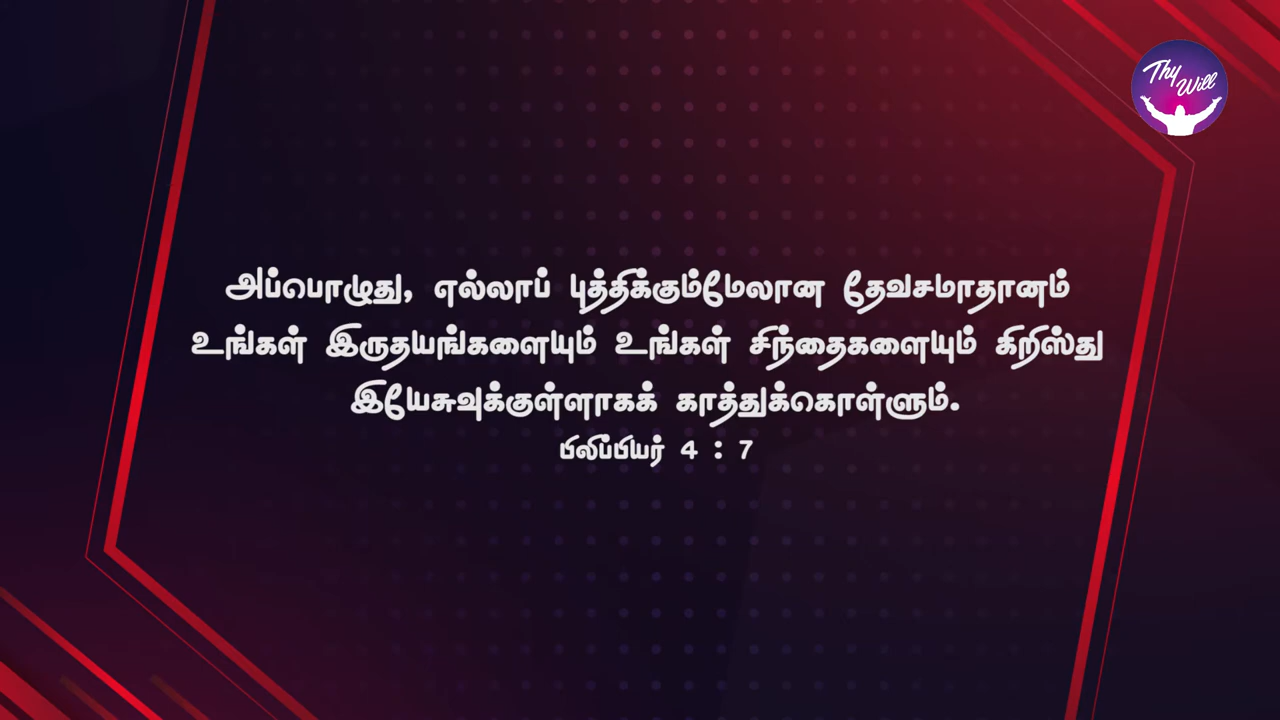 Thy
Will
அப்பொழுது, எல்லாப் புத்திக்கும்மேலான தேவசமாதானம்
உங்கள் இருதயங்களையும் உங்கள் சிந்தைகளையும் கிறிஸ்து
இயேசுவுக்குள்ளாகக் காத்துக்கொள்ளும்.
பிலிப்பியர் 4 : 7